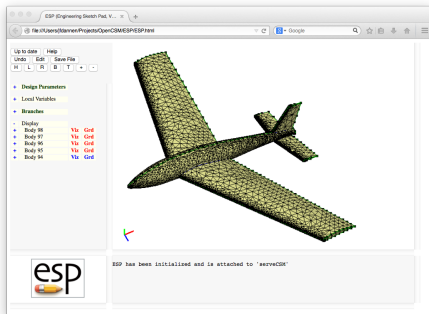 ESP (Engineering Sketch Pad, V...
file:///Users/fdanner/Projects/OpenCSM/ESP/ESP.html
Google
Up to date Help
Undo Edit Save File
H L R B T + -
+ Design Parameters
+ Local Variables
+ Branches
- Display
+ Body 98 Viz Grd
+ Body 97 Viz Grd
+ Body 96 Viz Grd
+ Body 95 Viz Grd
+ Body 94 Viz Grd
esp
ESP has been initialized and is attached to 'serveCSM'